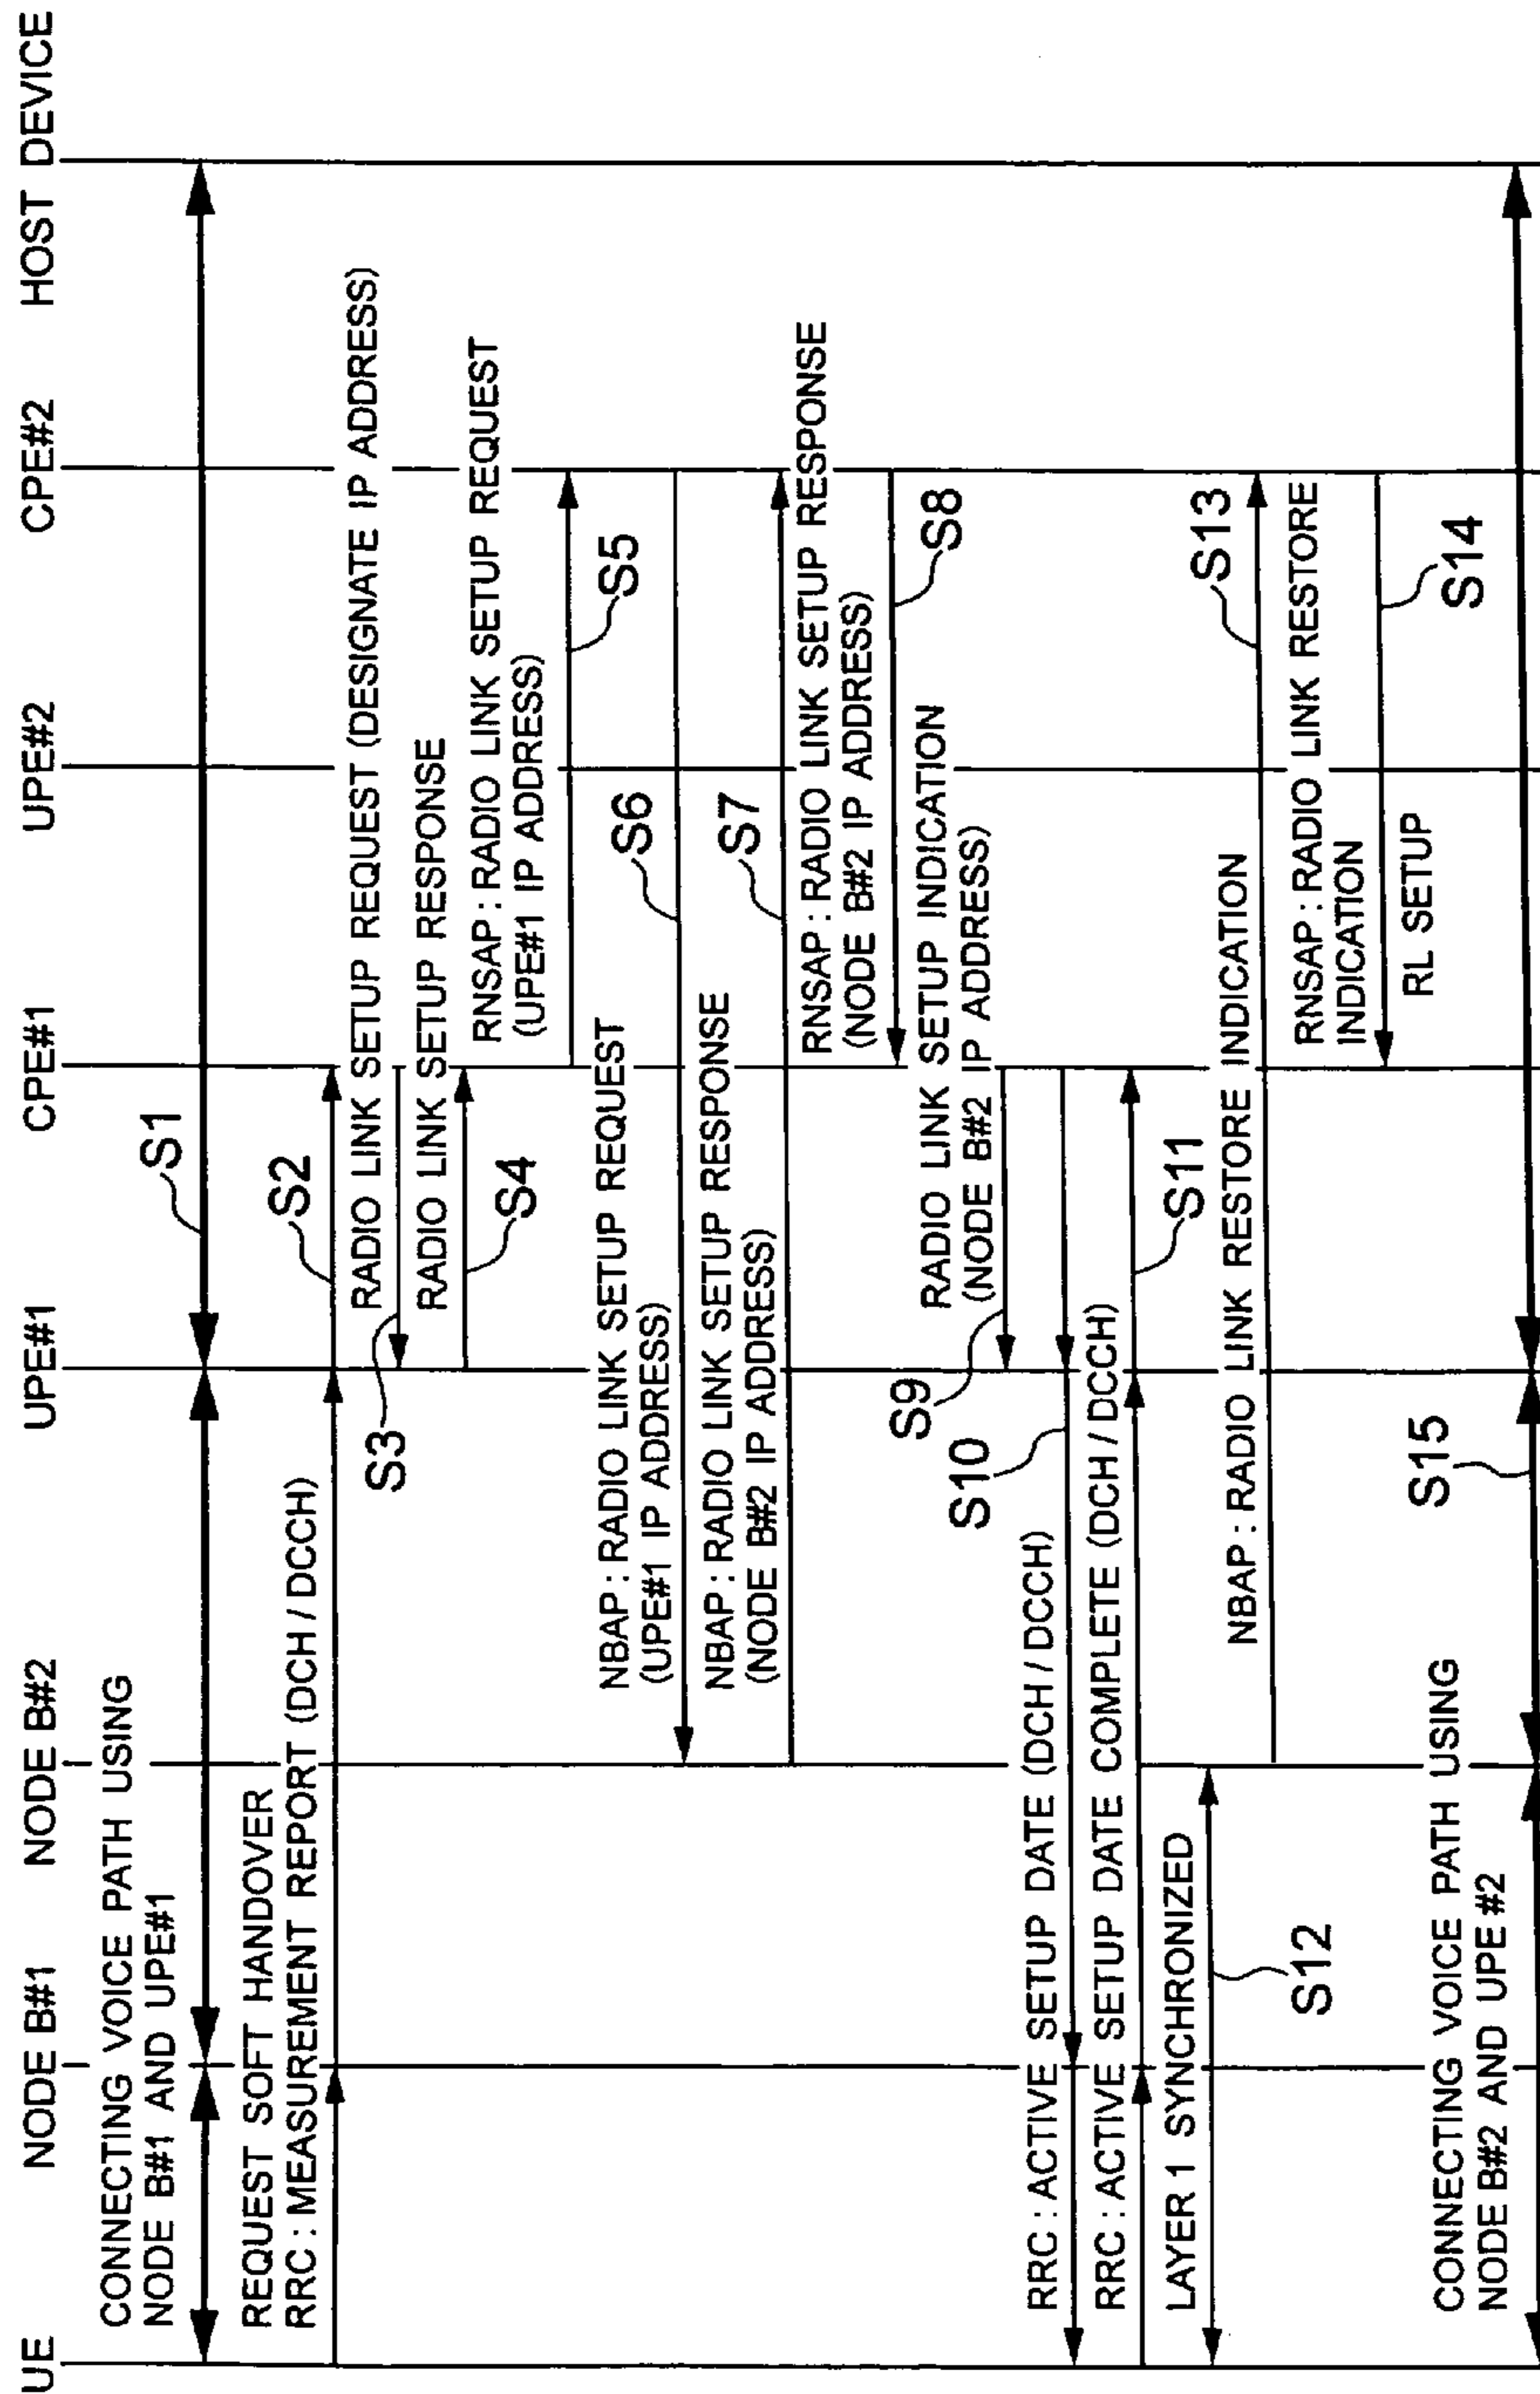 UE
NODE B#1
NODE B#2
UPE#1
CPE#1
UPE#2
CPE#2
HOST DEVICE
CONNECTING VOICE PATH USING
NODE B#1 AND UPE#1
S1
REQUEST SOFT HANDOVER
RRC : MEASUREMENT REPORT (DCH / DCCH)
S2
RADIO LINK SETUP REQUEST (DESIGNATE IP ADDRESS)
S3
RADIO LINK SETUP RESPONSE
S4
RNSAP : RADIO LINK SETUP REQUEST
(UPE#1 IP ADDRESS)
S5
NBAP : RADIO LINK SETUP REQUEST
(UPE#1 IP ADDRESS)
S6
NBAP : RADIO LINK SETUP RESPONSE
(NODE B#2 IP ADDRESS)
S7
RNSAP : RADIO LINK SETUP RESPONSE
(NODE B#2 IP ADDRESS)
S8
RADIO LINK SETUP INDICATION
(NODE B#2 IP ADDRESS)
S9
S10
RRC : ACTIVE SETUP DATE (DCH / DCCH)
RRC : ACTIVE SETUP DATE COMPLETE (DCH / DCCH)
S11
LAYER 1 SYNCHRONIZED
S12
NBAP : RADIO LINK RESTORE INDICATION
S13
RNSAP : RADIO LINK RESTORE
INDICATION
S14
RL SETUP
CONNECTING VOICE PATH USING
NODE B#2 AND UPE #2
S15